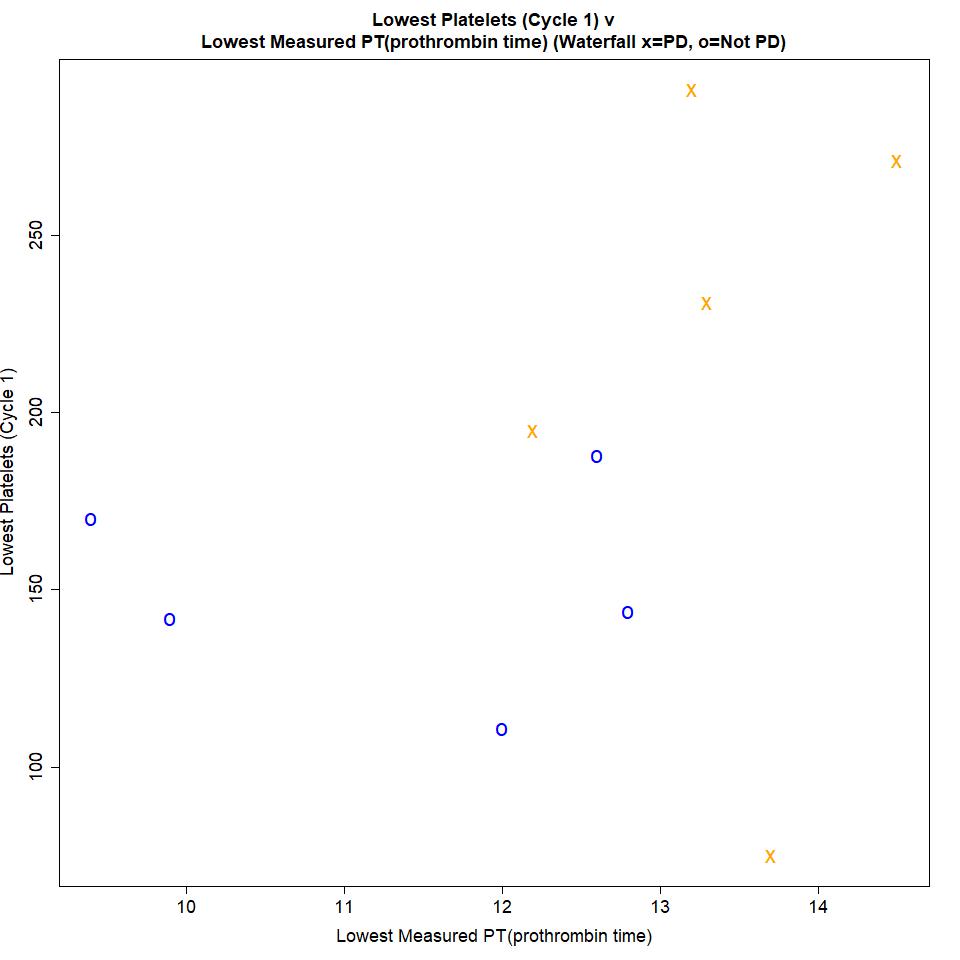 Lowest Platelets (Cycle 1) v
Lowest Measured PT(prothrombin time) (Waterfall x=PD, o=Not PD)
x
x
250
x
Lowest Platelets (Cycle 1)
200
x
o
o
150
o
o
o
100
x
10 11 12 13 14
Lowest Measured PT(prothrombin time)